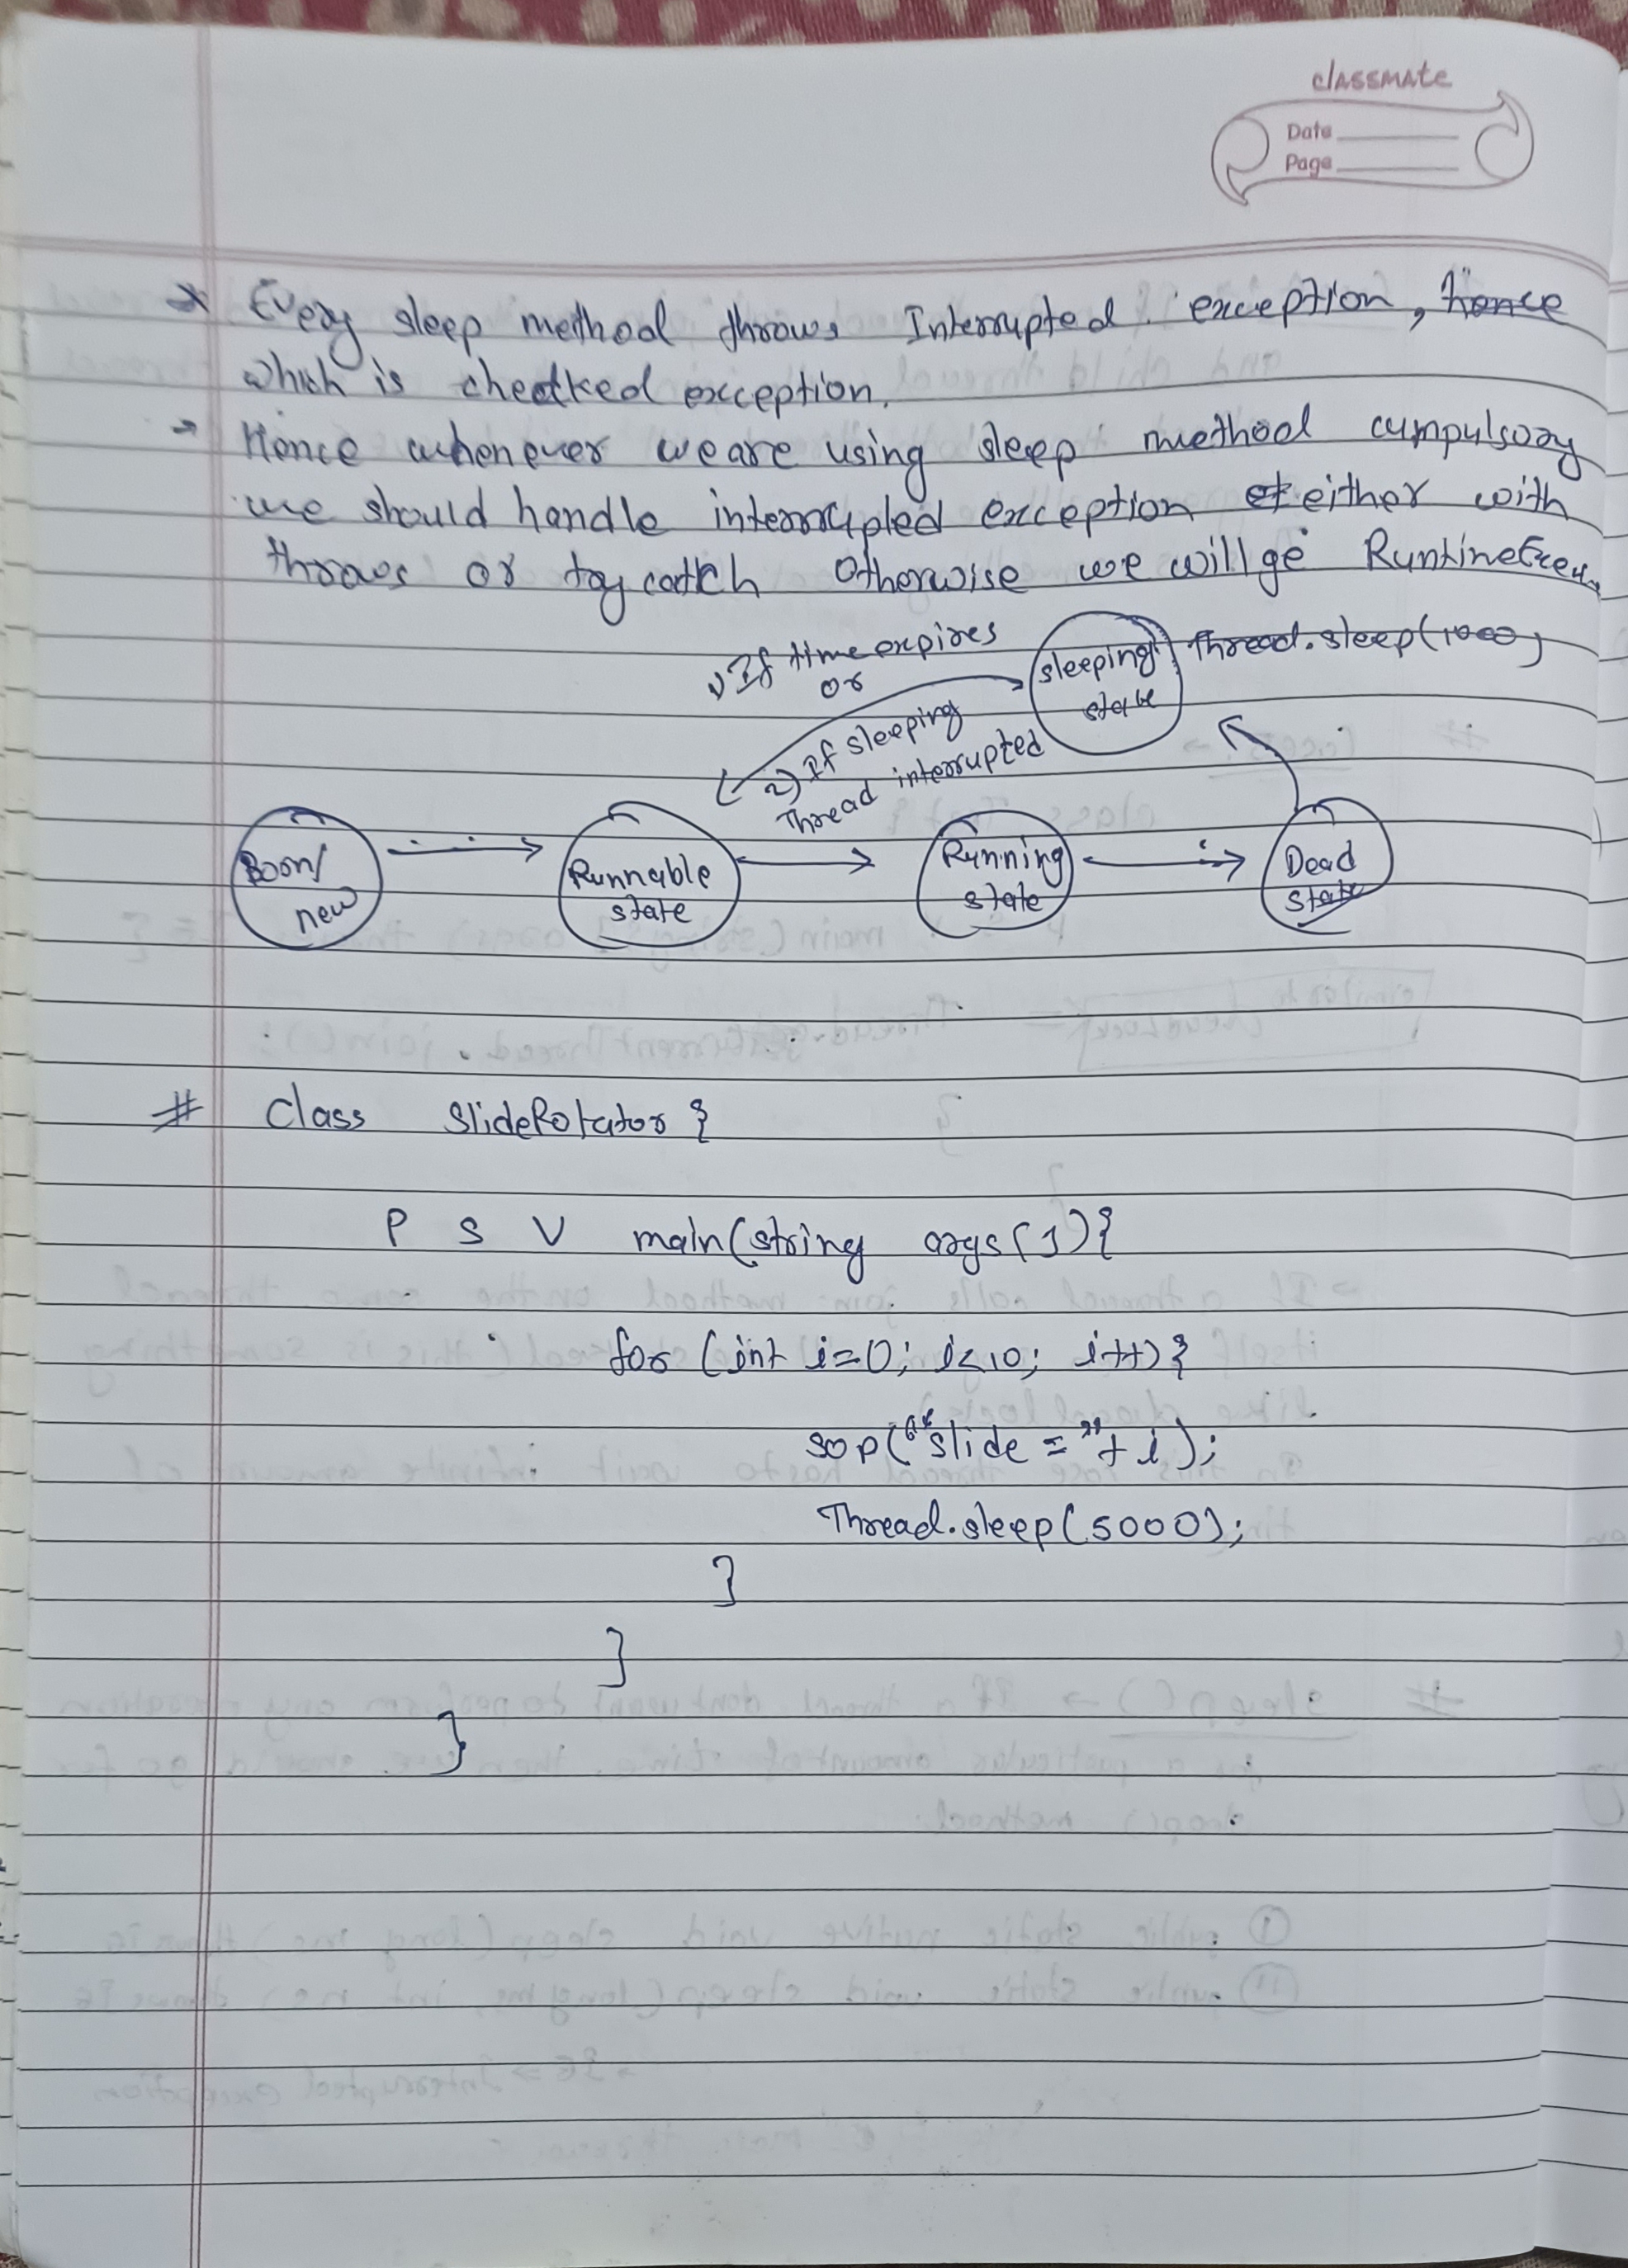 classmate
Date
Page
* Every sleep method throws Interrupted exception, hence
which is checked exception.
→ Hence whenever we are using sleep method cumpulsory
we should handle interrupted exception either with
throws or try catch Otherwise we will ge
1) If time expires
or
2) If sleeping
Thread interrupted
sleeping
state
Thread.sleep(1000)
Born/
new
Runnable
state
Running
state
Dead
state
# Class SlideRotator {
P S V main(string args[]){
for (int i=0; i<10; i++){
sop("slide = "+ i);
Thread.sleep(5000);
}
}
}